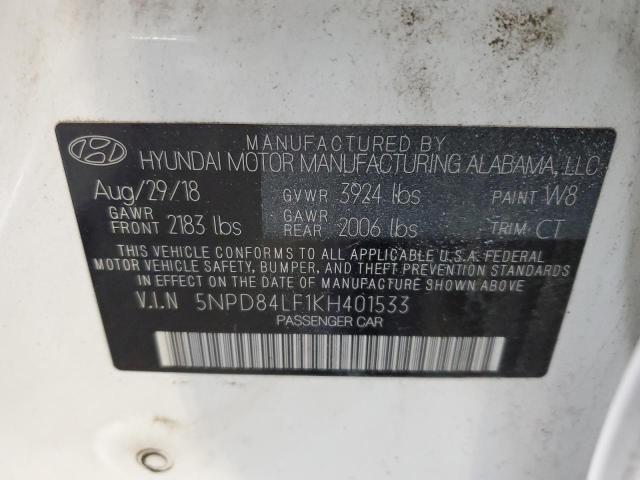 MANUFACTURED BY
HYUNDAI MOTOR MANUFACTURING ALABAMA, LLC
Aug/29/18 GVWR 3924 lbs PAINT W8
GAWR FRONT 2183 lbs GAWR REAR 2006 lbs TRIM CT
THIS VEHICLE CONFORMS TO ALL APPLICABLE U.S.A. FEDERAL
MOTOR VEHICLE SAFETY, BUMPER, AND THEFT PREVENTION STANDARDS
IN EFFECT ON THE DATE OF MANUFACTURE SHOWN ABOVE
V.I.N 5NPD84LF1KH401533
PASSENGER CAR